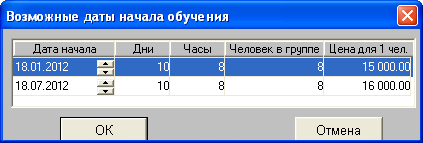 Возможные даты начала обучения
Дата начала Дни Часы Человек в группе Цена для 1 чел.
18.01.2012 10 8 8 15 000.00
18.07.2012 10 8 8 16 000.00
OK Отмена